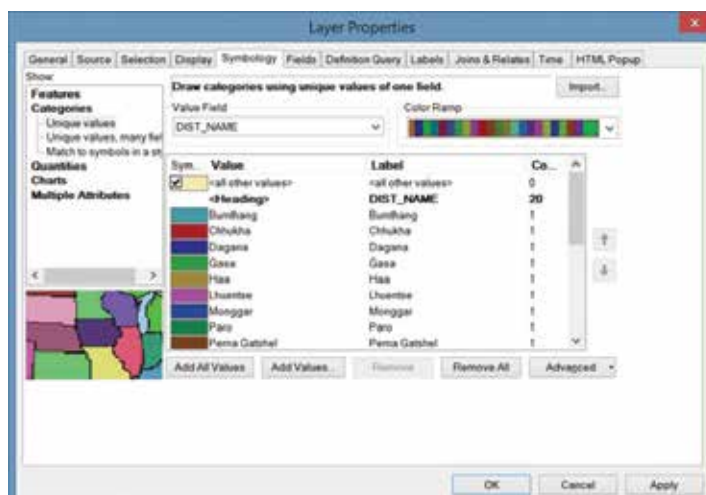 Layer Properties
General Source Selection Display Symbology Fields Definition Query Labels Joins & Relates Time HTML Popup
Show:
Features
Categories
Unique values
Unique values, many fiel
Match to symbols in a st
Quantities
Charts
Multiple Attributes
Draw categories using unique values of one field.
Import...
Value Field
Color Ramp
DIST_NAME
Sym... Value Label Co...
<all other values> <all other values> 0
<Heading> DIST_NAME 20
Bumthang Bumthang 1
Chhukha Chhukha 1
Dagana Dagana 1
Gasa Gasa 1
Haa Haa 1
Lhuentse Lhuentse 1
Monggar Monggar 1
Paro Paro 1
Pema Gatshel Pema Gatshel 1
Add All Values Add Values... Remove Remove All Advanced
OK Cancel Apply